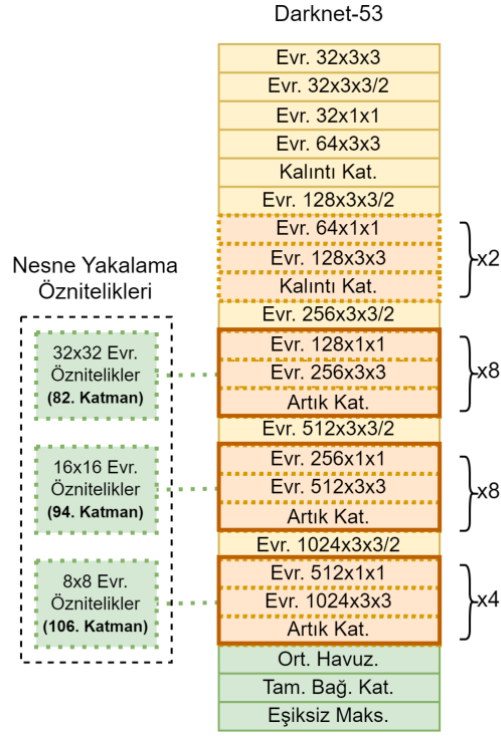 Darknet-53
Evr. 32x3x3
Evr. 32x3x3/2
Evr. 32x1x1
Evr. 64x3x3
Kalıntı Kat.
Evr. 128x3x3/2
Evr. 64x1x1
Evr. 128x3x3
Kalıntı Kat.
x2
Evr. 256x3x3/2
Evr. 128x1x1
Evr. 256x3x3
Artık Kat.
x8
Evr. 512x3x3/2
Evr. 256x1x1
Evr. 512x3x3
Artık Kat.
x8
Evr. 1024x3x3/2
Evr. 512x1x1
Evr. 1024x3x3
Artık Kat.
x4
Ort. Havuz.
Tam. Bağ. Kat.
Eşiksiz Maks.
Nesne Yakalama
Öznitelikleri
32x32 Evr.
Öznitelikler
(82. Katman)
16x16 Evr.
Öznitelikler
(94. Katman)
8x8 Evr.
Öznitelikler
(106. Katman)